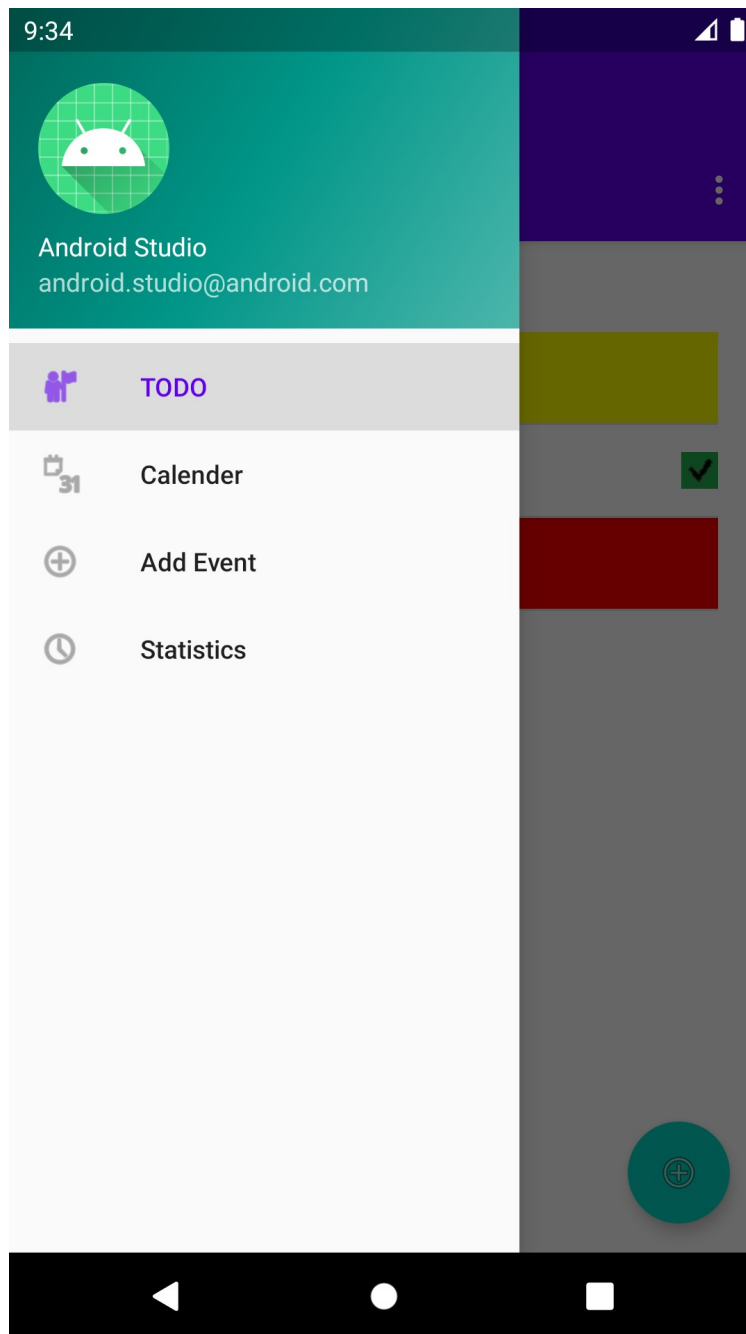 9:34
Android Studio
android.studio@android.com
TODO
31
Calender
Add Event
Statistics